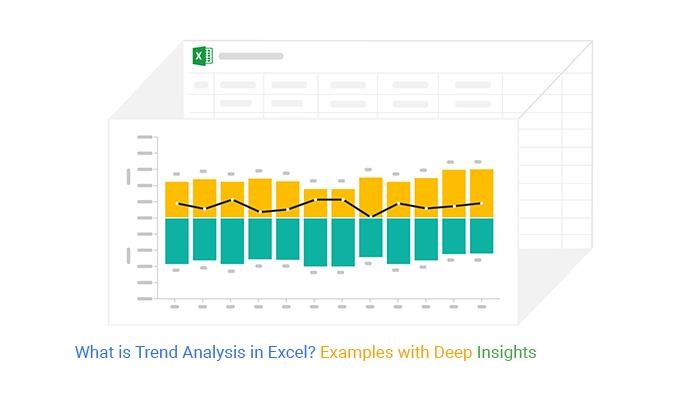 X
What is Trend Analysis in Excel? Examples with Deep Insights